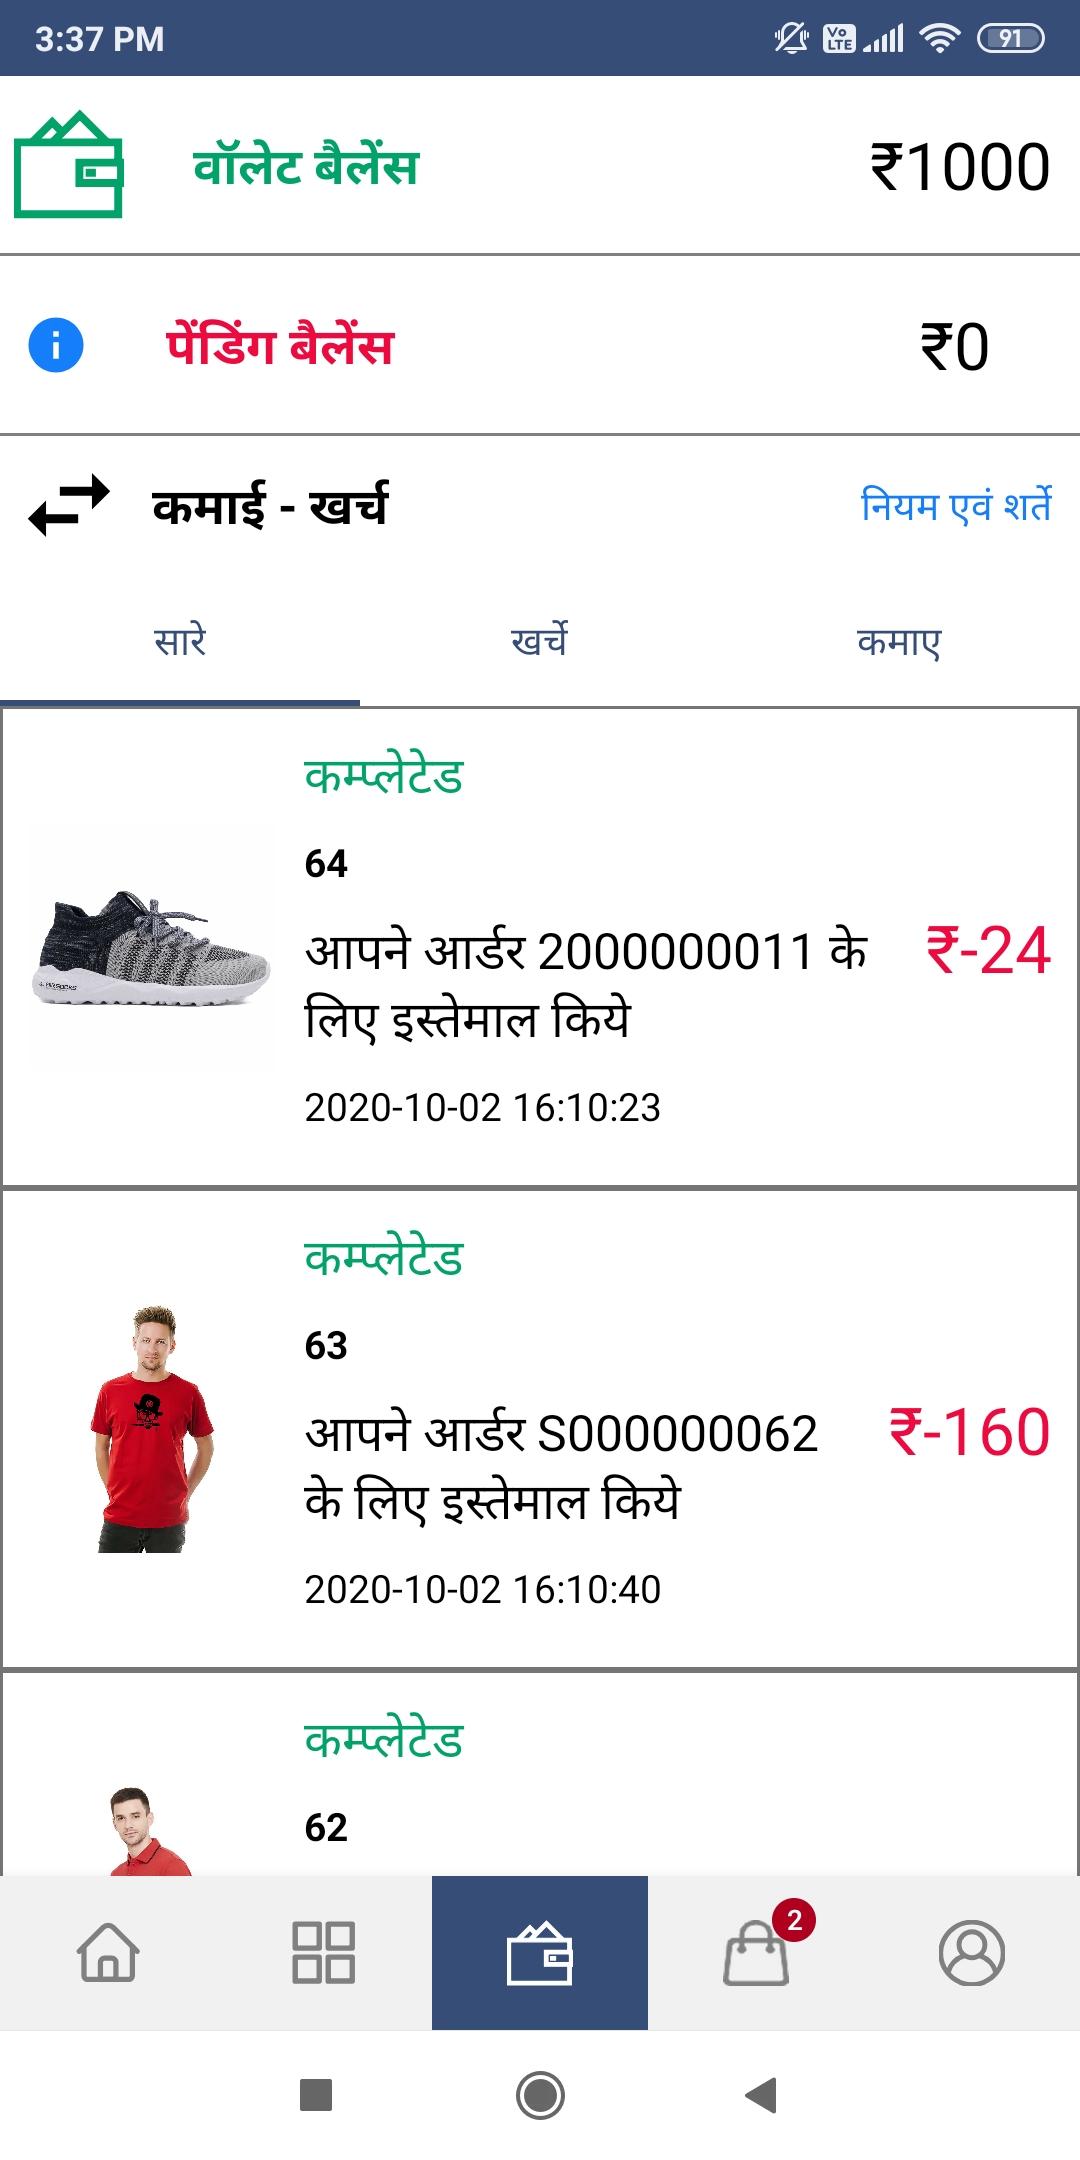 3:37 PM
Vo LTE
91
वॉलेट बैलेंस ₹1000
पेंडिंग बैलेंस ₹0
कमाई - खर्च नियम एवं शर्ते
सारे खर्चे कमाए
कम्प्लेटेड
64
आपने आर्डर 2000000011 के
लिए इस्तेमाल किये
₹-24
2020-10-02 16:10:23
कम्प्लेटेड
63
आपने आर्डर S000000062
के लिए इस्तेमाल किये
₹-160
2020-10-02 16:10:40
कम्प्लेटेड
62
2